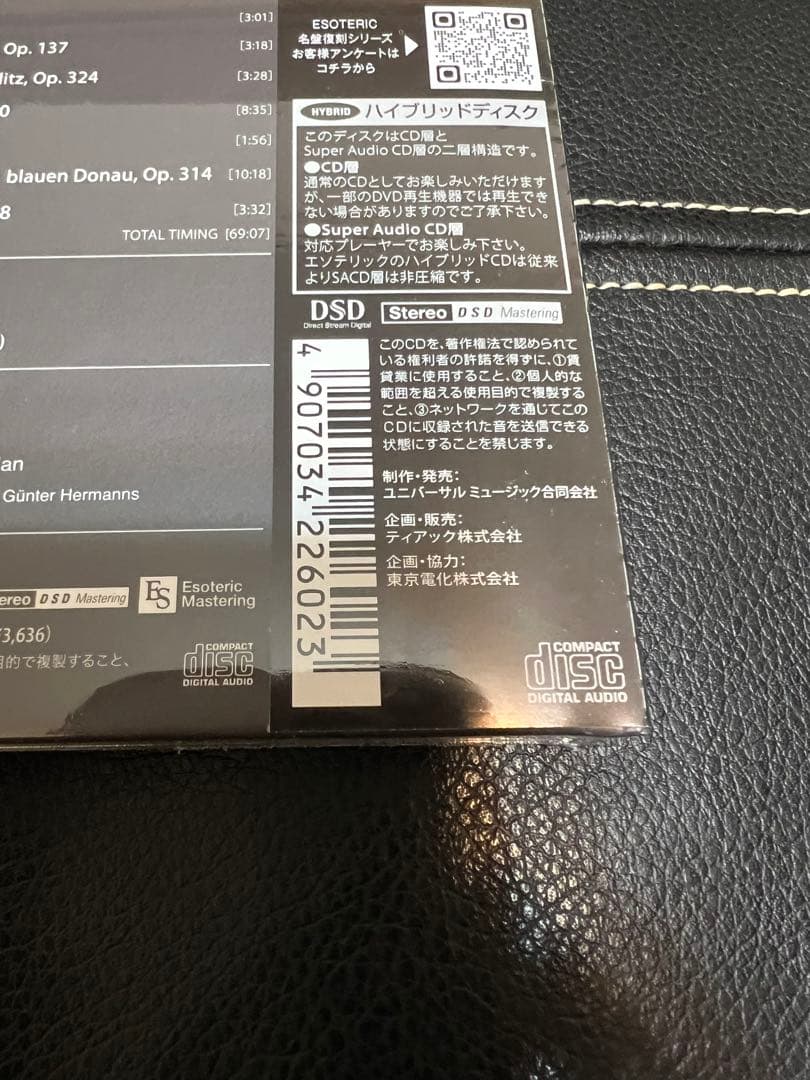 [3:01]
Op. 137 [3:18]
litz, Op. 324 [3:28]
0 [8:35]
[1:56]
blauen Donau, Op. 314 [10:18]
8 [3:32]
TOTAL TIMING [69:07]
)
an
Günter Hermanns
ereo DSD Mastering
ES Esoteric
Mastering
3,636)
目的で複製すること、
COMPACT
disc
DIGITAL AUDIO
ESOTERIC
名盤復刻シリーズ
お客様アンケートは
コチラから
HYBRID ハイブリッドディスク
このディスクはCD層と
Super Audio CD層の二層構造です。
●CD層
通常のCDとしてお楽しみいただけます
が、一部のDVD再生機器では再生でき
ない場合がありますのでご了承下さい。
●Super Audio CD層
対応プレーヤーでお楽しみ下さい。
エソテリックのハイブリッドCDは従来
よりSACD層は非圧縮です。
DSD
Direct Stream Digital
Stereo DSD Mastering
4 907034 226023
このCDを、著作権法で認められて
いる権利者の許諾を得ずに、①賃
貸業に使用すること、②個人的な
範囲を超える使用目的で複製する
こと、③ネットワークを通じてこの
CDに収録された音を送信できる
状態にすることを禁じます。
制作・発売：
ユニバーサル ミュージック合同会社
企画・販売：
ティアック株式会社
企画・協力：
東京電化株式会社
COMPACT
disc
DIGITAL AUDIO